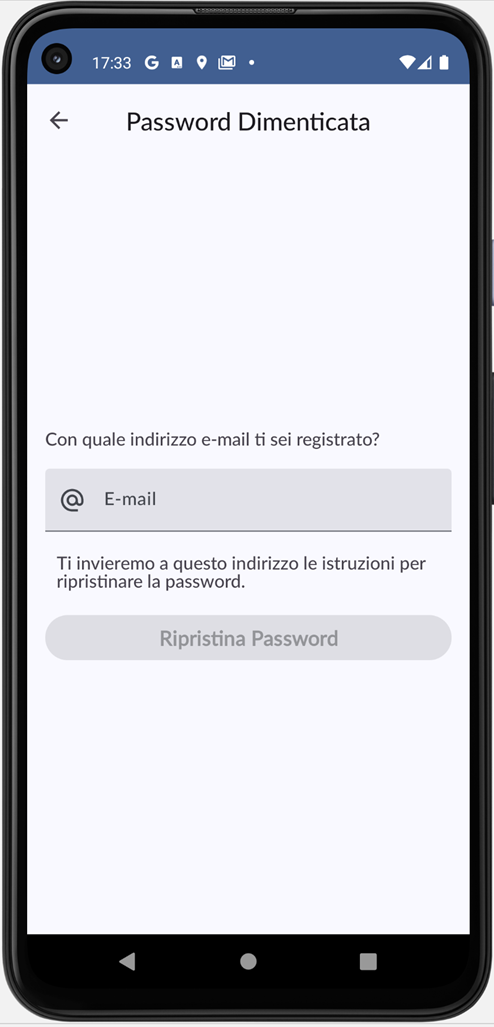 17:33
Password Dimenticata
Con quale indirizzo e-mail ti sei registrato?
E-mail
Ti invieremo a questo indirizzo le istruzioni per
ripristinare la password.
Ripristina Password